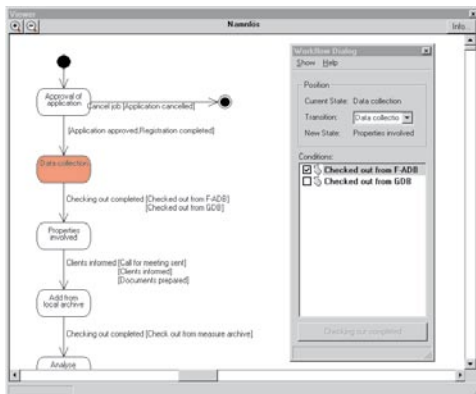 Viewer
Namnlös
Info
Approval of
application
Cancel job [Application cancelled]
[Application approved,Registration completed]
Data collection
Checking out completed [Checked out from F-ADB]
[Checked out from GDB]
Properties
involved
Clients informed [Call for meeting sent]
[Clients informed]
[Documents prepared]
Add from
local archive
Checking out completed [Check out from measure archive]
Analyse
Workflow Dialog
Show Help
Position
Current State: Data collection
Transition: Data collectio
New State: Properties involved
Conditions:
Checked out from F-ADB
Checked out from GDB
Checking out completed